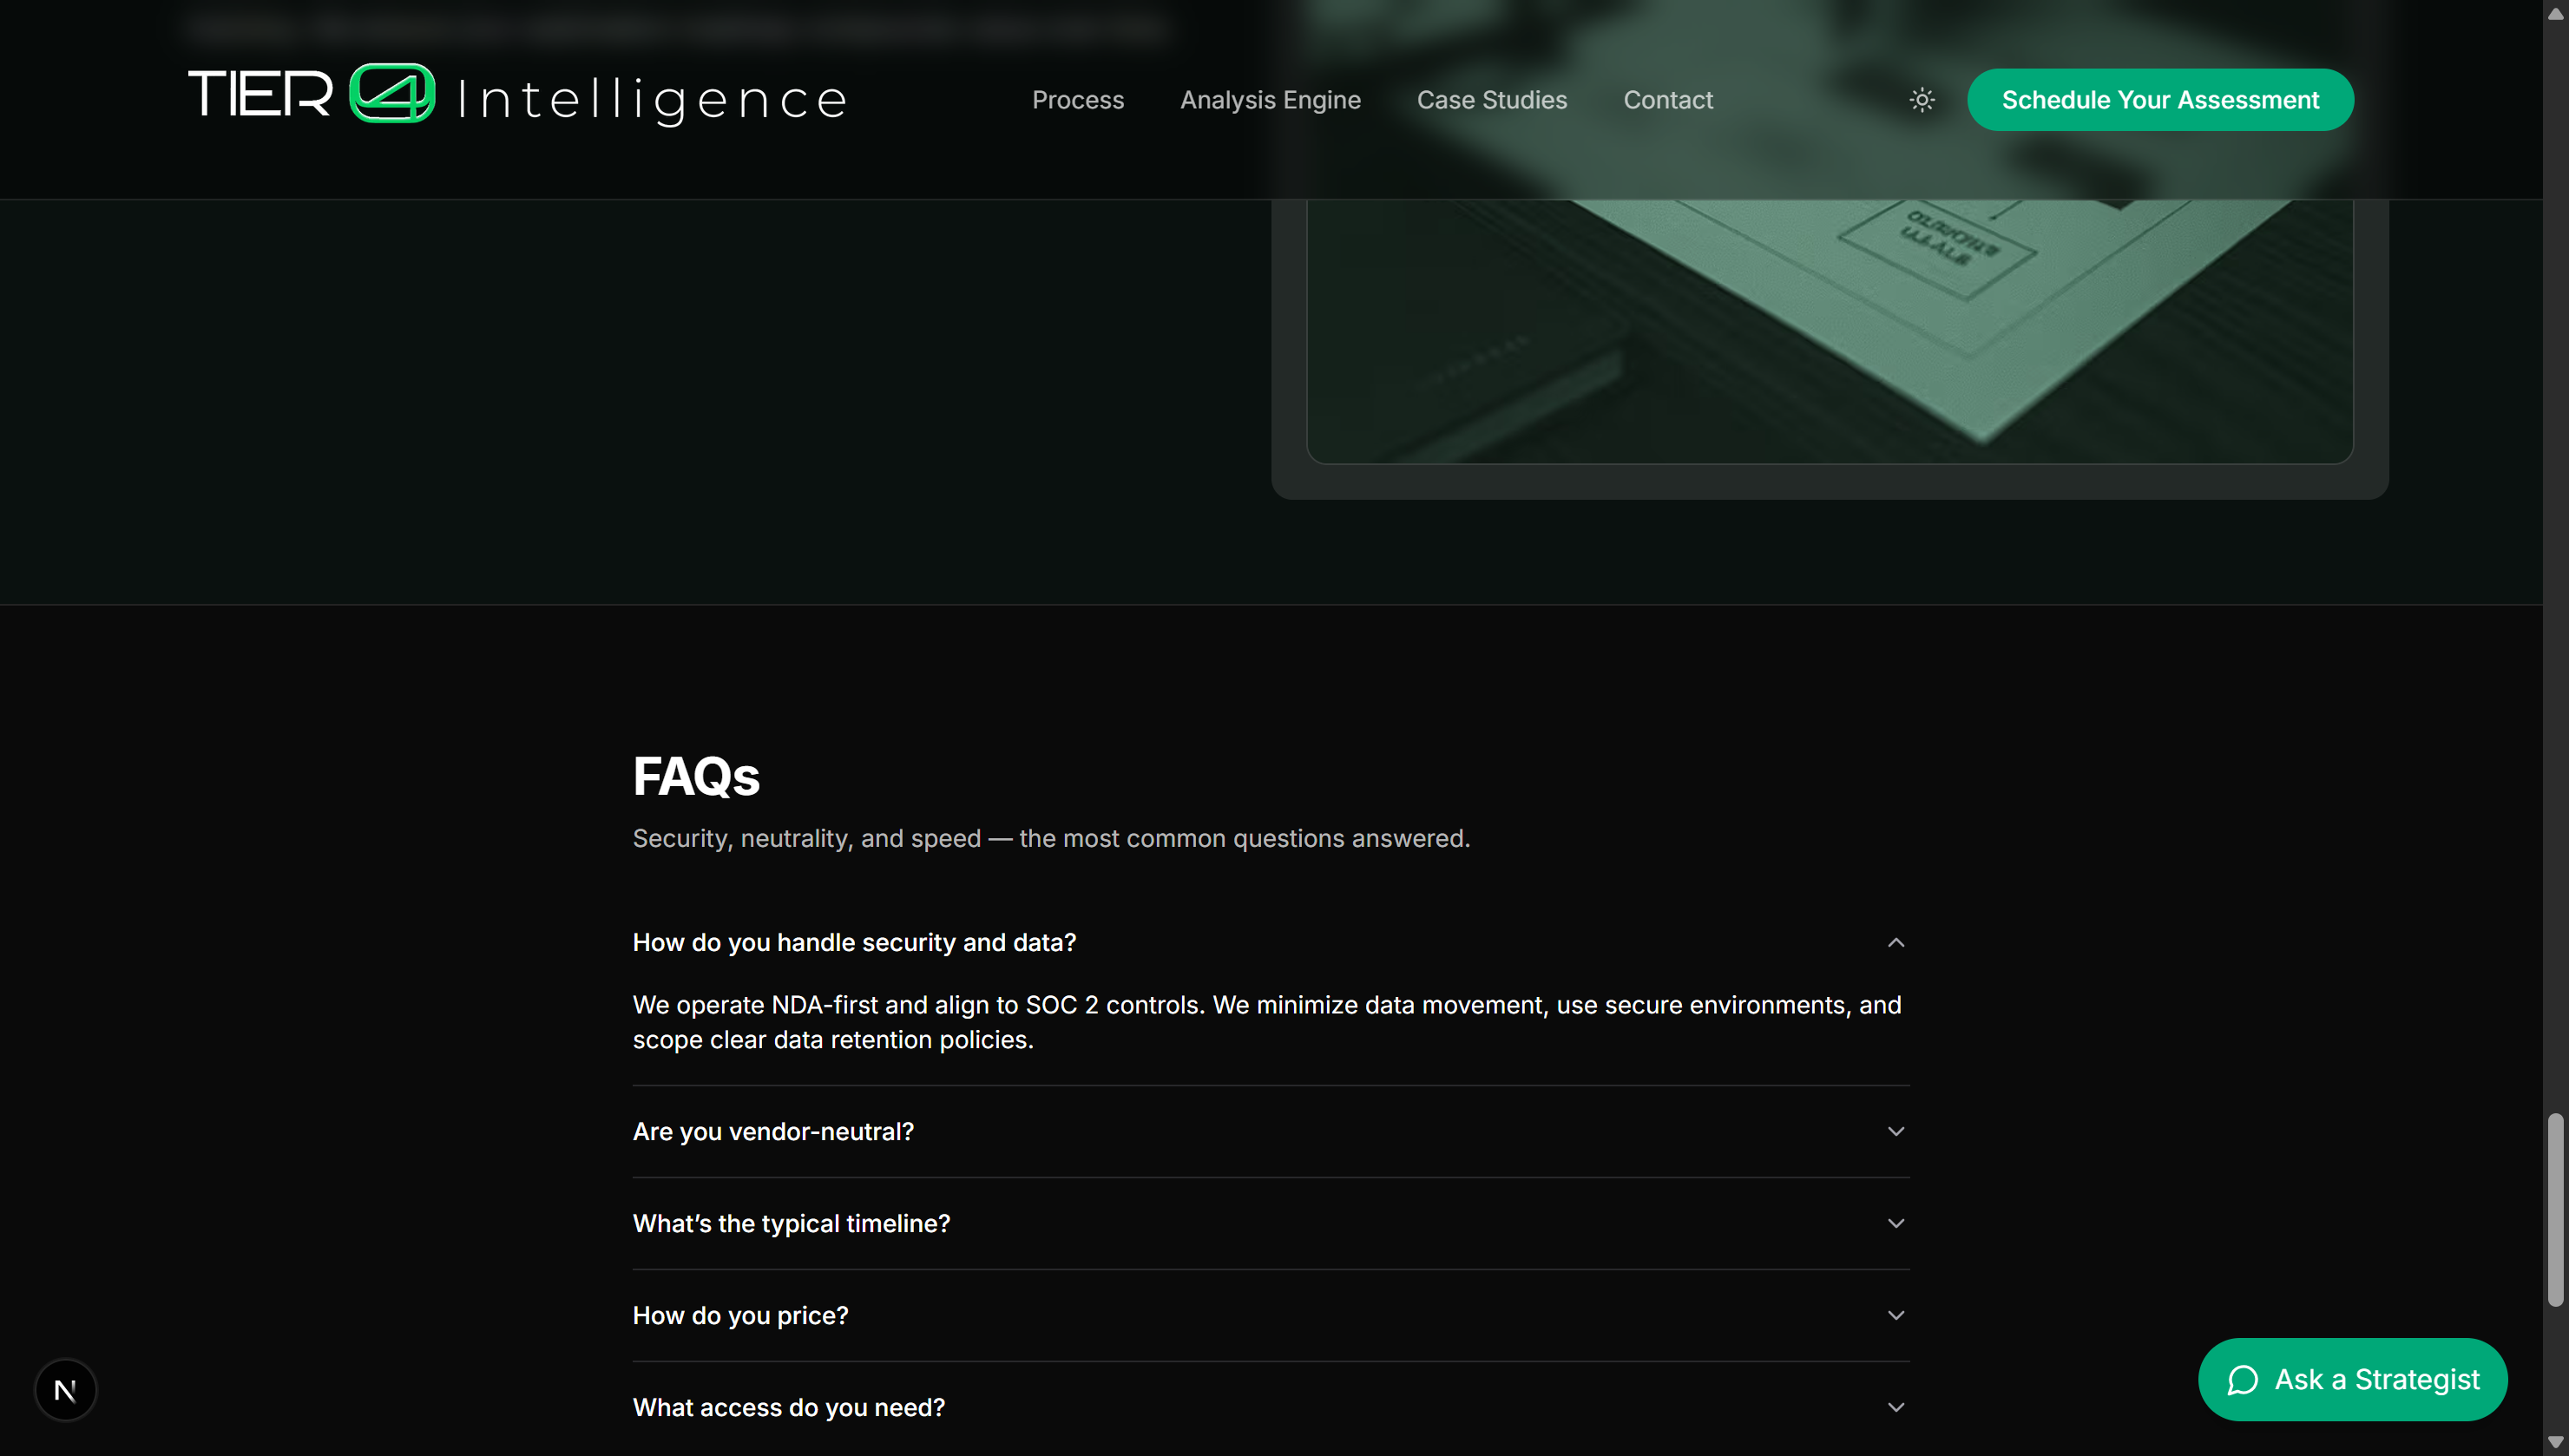 TIER 4 Intelligence
Process
Analysis Engine
Case Studies
Contact
Schedule Your Assessment
FAQs
Security, neutrality, and speed — the most common questions answered.
How do you handle security and data?
We operate NDA-first and align to SOC 2 controls. We minimize data movement, use secure environments, and
scope clear data retention policies.
Are you vendor-neutral?
What’s the typical timeline?
How do you price?
What access do you need?
N
Ask a Strategist